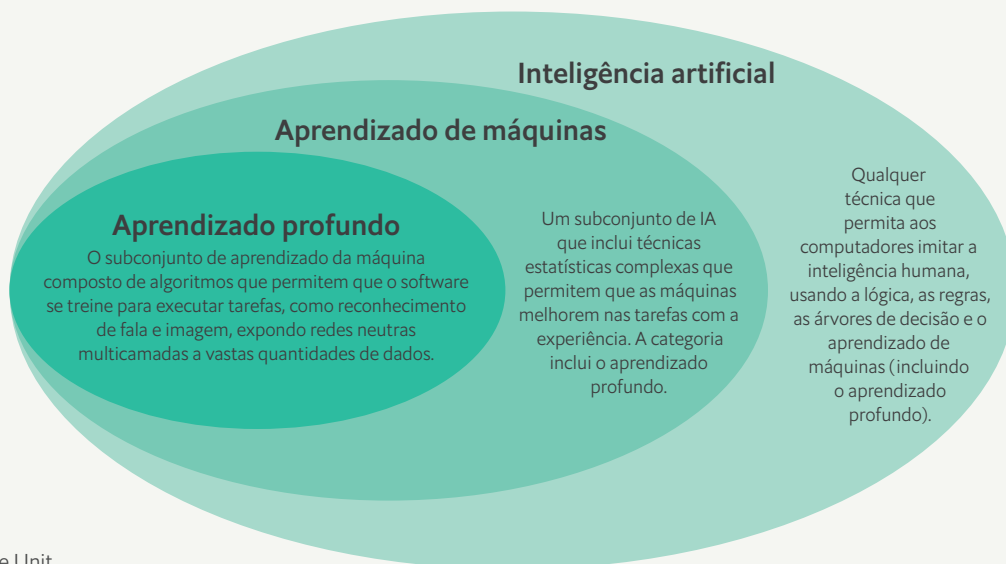 Inteligência artificial
Aprendizado de máquinas
Aprendizado profundo
O subconjunto de aprendizado da máquina
composto de algoritmos que permitem que o software
se treine para executar tarefas, como reconhecimento
de fala e imagem, expondo redes neutras
multicamadas a vastas quantidades de dados.
Um subconjunto de IA
que inclui técnicas
estatísticas complexas que
permitem que as máquinas
melhorem nas tarefas com a
experiência. A categoria
inclui o aprendizado
profundo.
Qualquer
técnica que
permita aos
computadores imitar a
inteligência humana,
usando a lógica, as regras,
as árvores de decisão e o
aprendizado de
máquinas (incluindo
o aprendizado
profundo).
e Unit